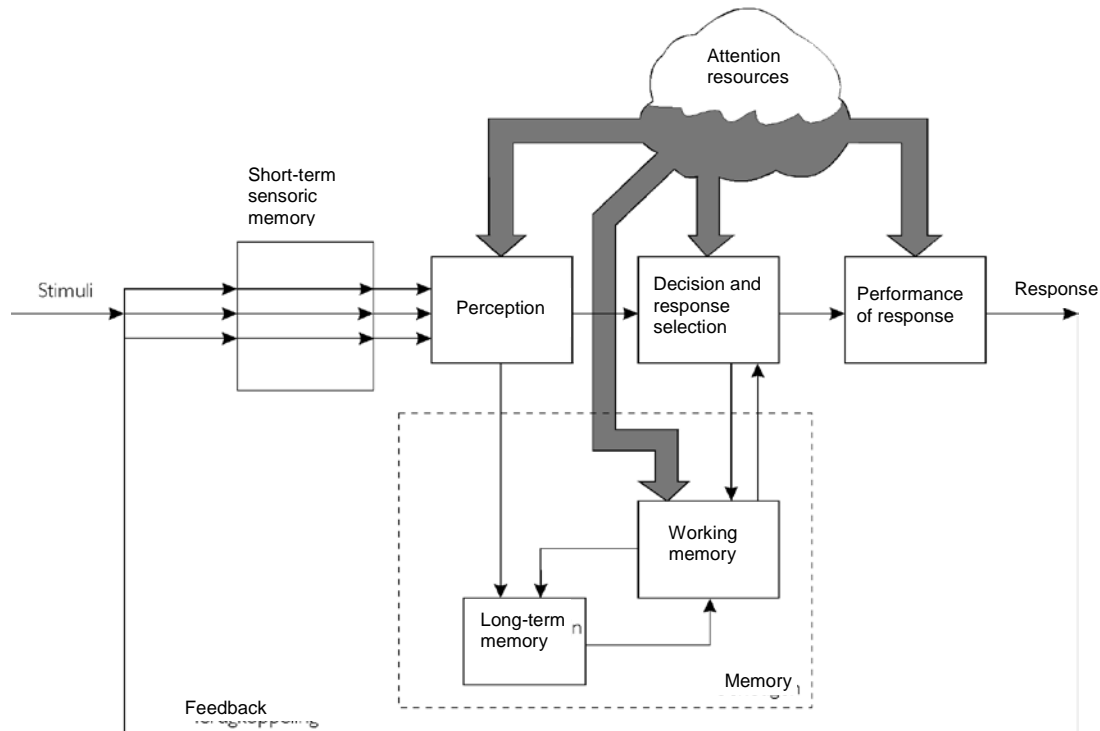 Attention
resources
Short-term
sensoric
memory
Stimuli
Perception
Decision and
response
selection
Performance
of response
Response
Working
memory
Long-term
memory
n
Memory
Feedback